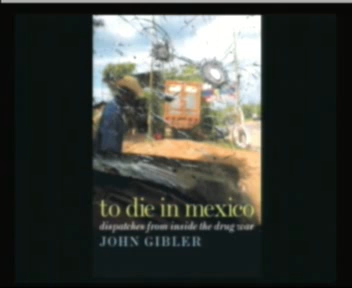 to die in mexico
dispatches from inside the drug war
JOHN GIBLER